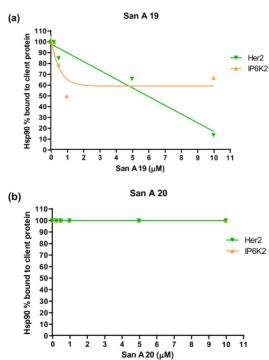 (a)
San A 19
Hsp90 % bound to client protein
110
100
90
80
70
60
50
40
30
20
10
0
0 1 2 3 4 5 6 7 8 9 10 11
San A 19 (μM)
Her2
IP6K2
(b)
San A 20
Hsp90 % bound to client protein
110
100
90
80
70
60
50
40
30
20
10
0
0 1 2 3 4 5 6 7 8 9 10 11
San A 20 (μM)
Her2
IP6K2